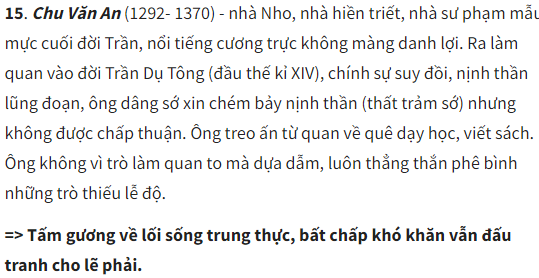 15. Chu Văn An (1292- 1370) - nhà Nho, nhà hiền triết, nhà sư phạm mẫu
mực cuối đời Trần, nổi tiếng cương trực không màng danh lợi. Ra làm
quan vào đời Trần Dụ Tông (đầu thế kỉ XIV), chính sự suy đồi, nịnh thần
lũng đoạn, ông dâng sớ xin chém bảy nịnh thần (thất trảm sớ) nhưng
không được chấp thuận. Ông treo ấn từ quan về quê dạy học, viết sách.
Ông không vì trò làm quan to mà dựa dẫm, luôn thẳng thắn phê bình
những trò thiếu lễ độ.
=> Tấm gương về lối sống trung thực, bất chấp khó khăn vẫn đấu
tranh cho lẽ phải.